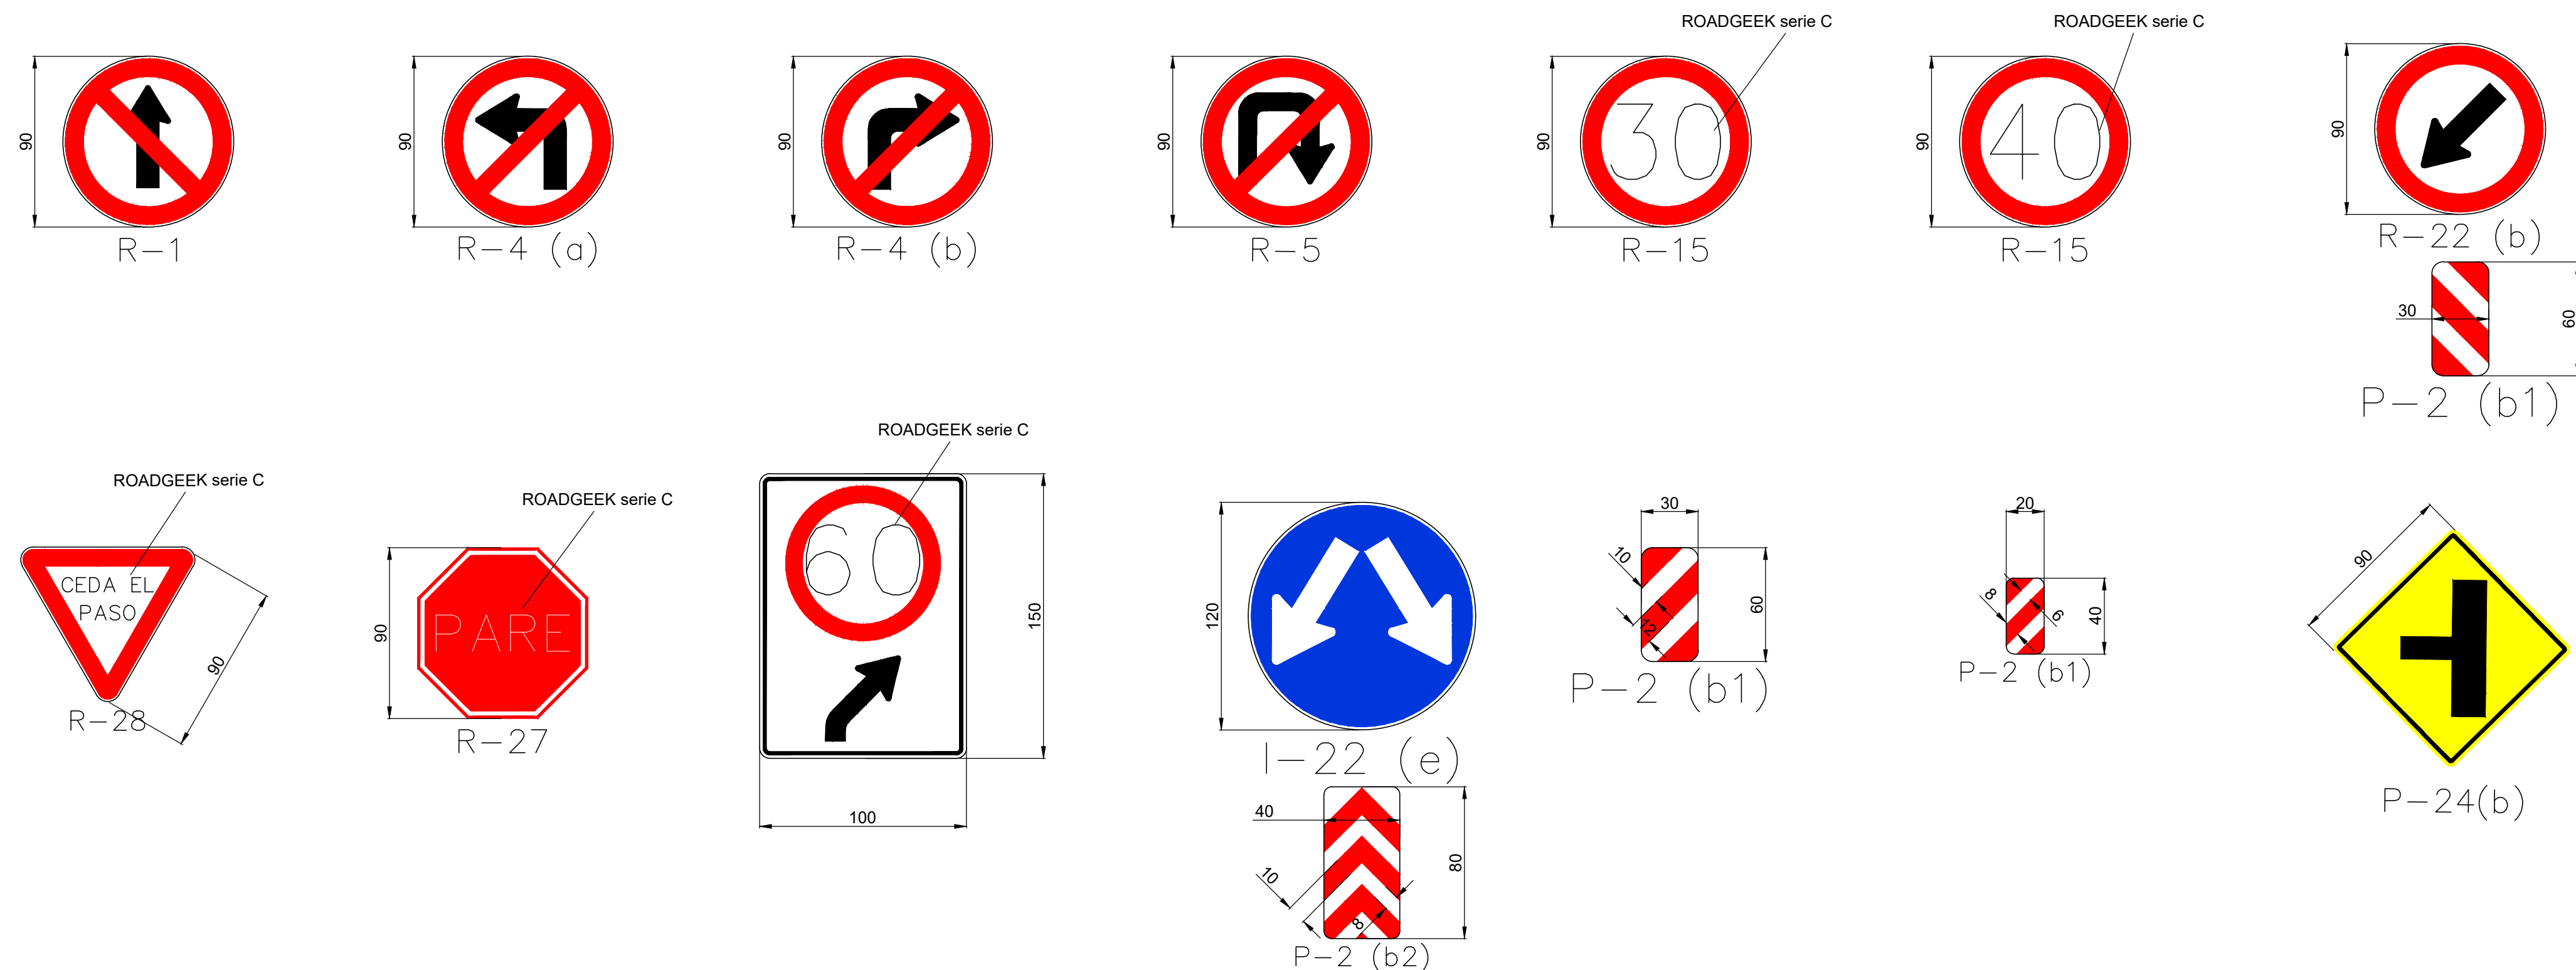 ROADGEEK serie C
ROADGEEK serie C
90
90
90
90
90
30
90
40
90
R-1
R-4 (a)
R-4 (b)
R-5
R-15
R-15
R-22 (b)
30
60
P-2 (b1)
ROADGEEK serie C
CEDA EL
PASO
90
R-28
ROADGEEK serie C
90
PARE
R-27
ROADGEEK serie C
60
150
100
120
I-22 (e)
40
80
10
8
P-2 (b2)
30
10
12
60
P-2 (b1)
20
8
6
40
P-2 (b1)
90
P-24(b)